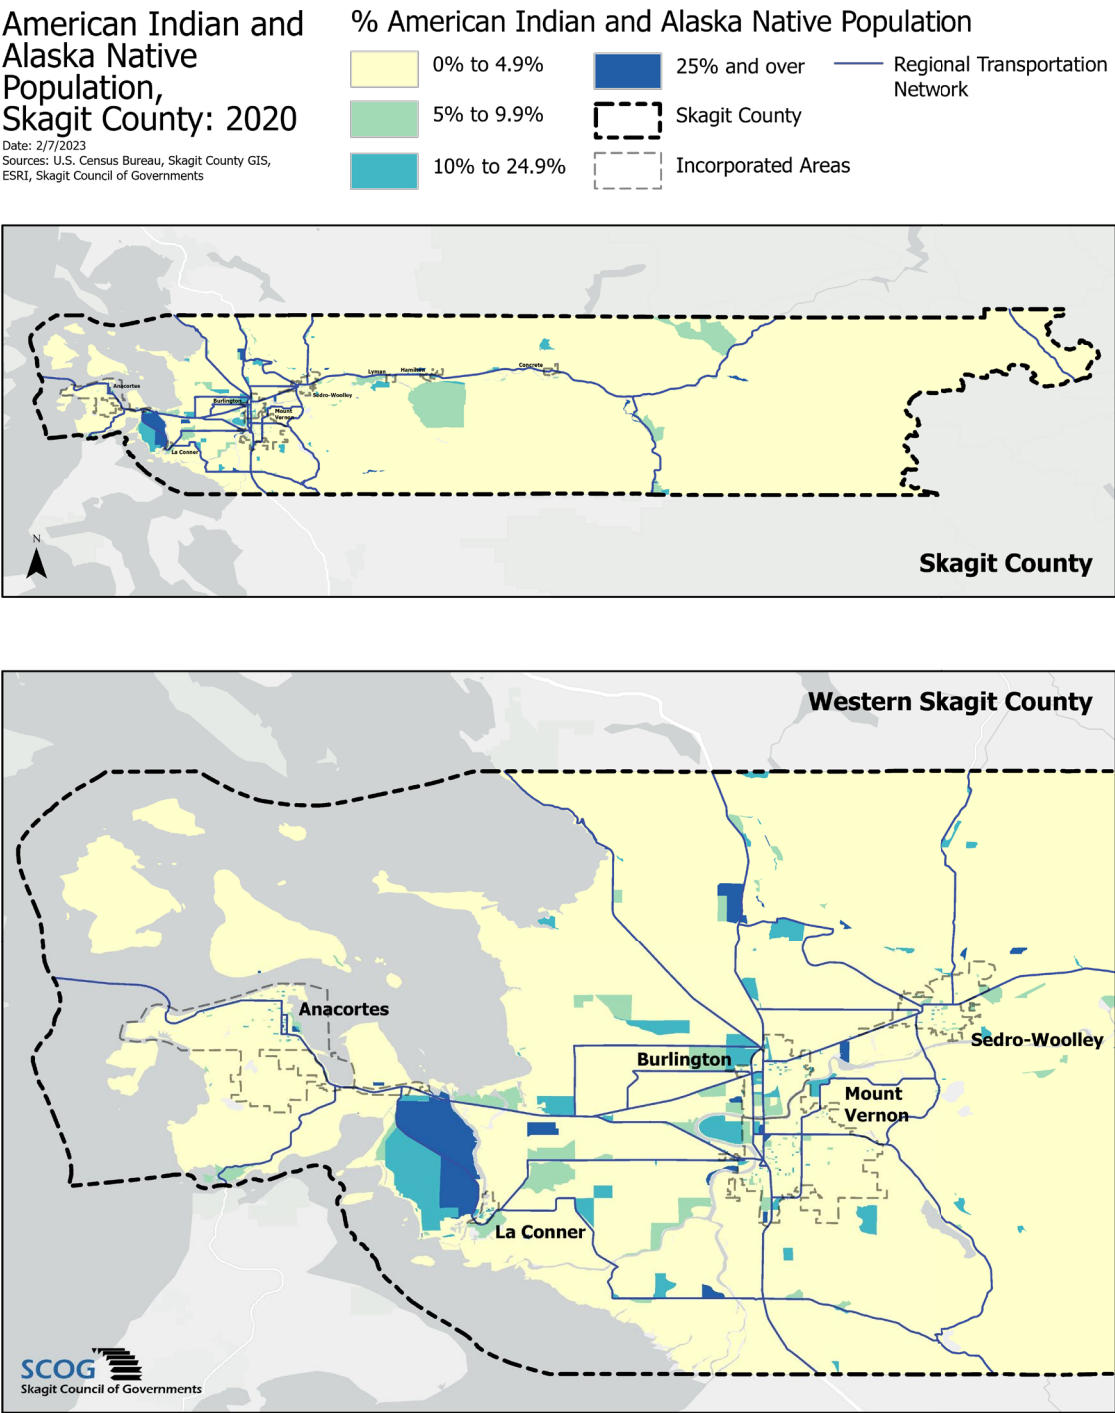 American Indian and
Alaska Native
Population,
Skagit County: 2020
Date: 2/7/2023
Sources: U.S. Census Bureau, Skagit County GIS,
ESRI, Skagit Council of Governments
% American Indian and Alaska Native Population
0% to 4.9%
5% to 9.9%
10% to 24.9%
25% and over
Skagit County
Incorporated Areas
Regional Transportation
Network
Anacortes
Burlington
Mount
Vernon
La Conner
Sedro-Woolley
Lyman
Hamilton
Concrete
N
Skagit County
Western Skagit County
Anacortes
Burlington
Sedro-Woolley
Mount
Vernon
La Conner
SCOG
Skagit Council of Governments